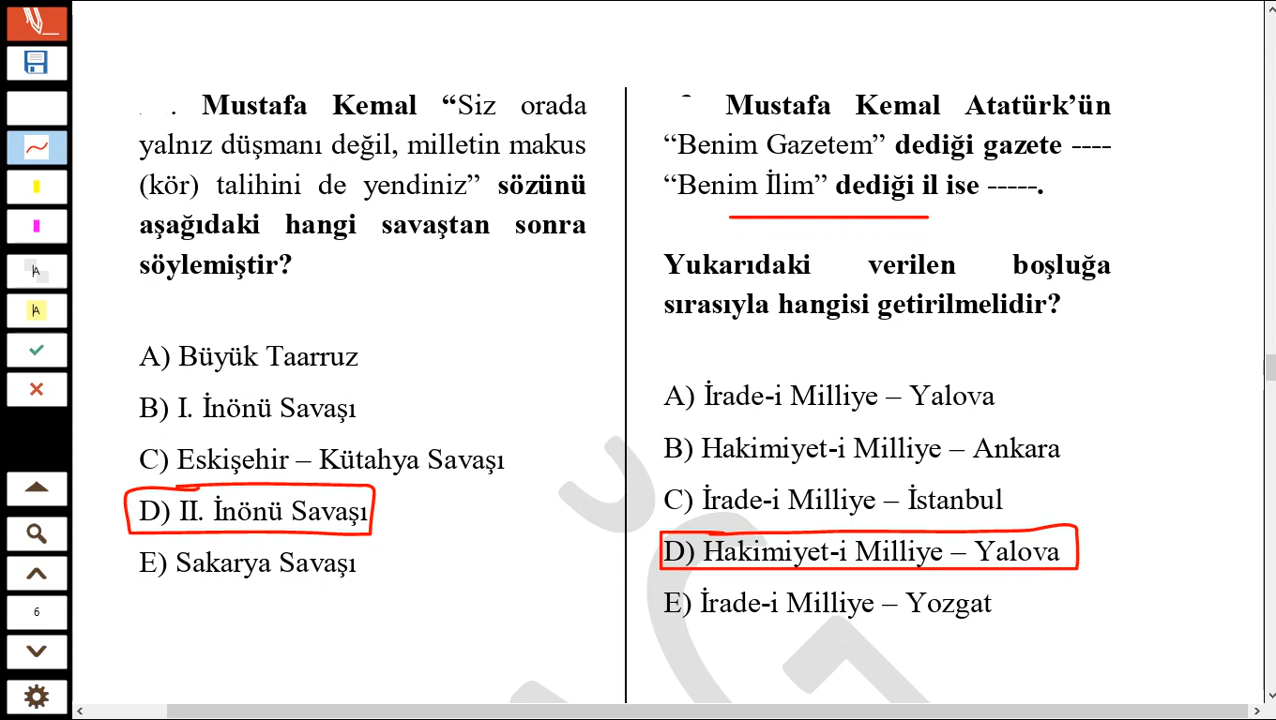 . Mustafa Kemal “Siz orada
yalnız düşmanı değil, milletin makus
(kör) talihini de yendiniz” sözünü
aşağıdaki hangi savaştan sonra
söylemiştir?
A) Büyük Taarruz
B) I. İnönü Savaşı
C) Eskişehir – Kütahya Savaşı
D) II. İnönü Savaşı
E) Sakarya Savaşı
Mustafa Kemal Atatürk’ün
“Benim Gazetem” dediği gazete ----
“Benim İlim” dediği il ise -----.
Yukarıdaki verilen boşluğa
sırasıyla hangisi getirilmelidir?
A) İrade-i Milliye – Yalova
B) Hakimiyet-i Milliye – Ankara
C) İrade-i Milliye – İstanbul
D) Hakimiyet-i Milliye – Yalova
E) İrade-i Milliye – Yozgat
6